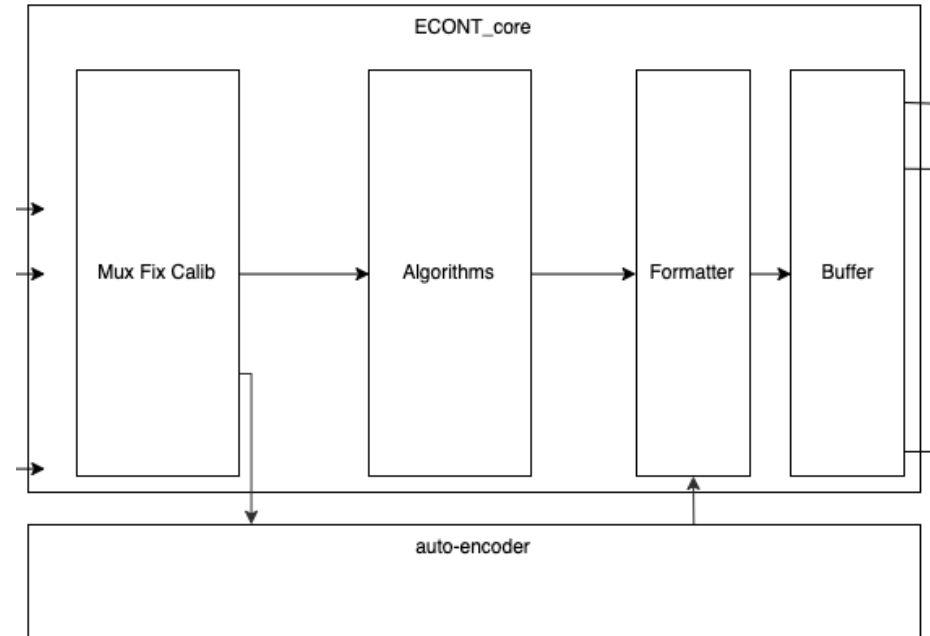 ECONT_core
Mux Fix Calib
Algorithms
Formatter
Buffer
auto-encoder